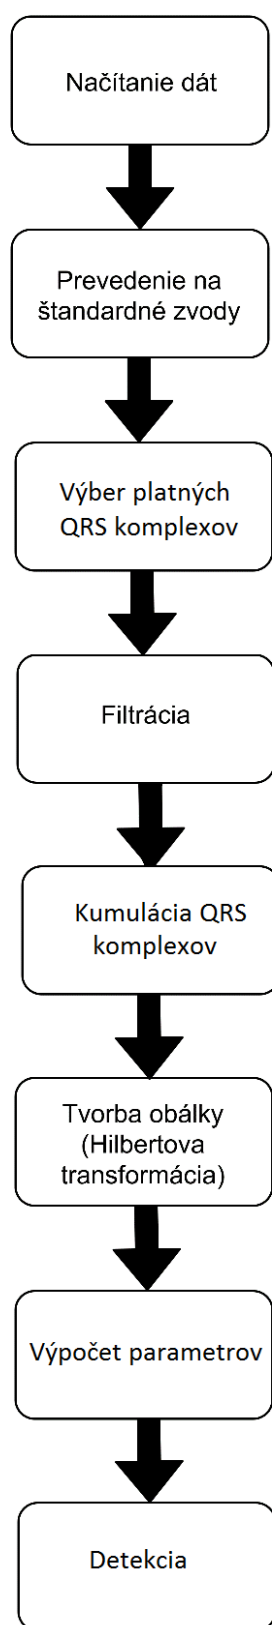 Načítanie dát
Prevedenie na
štandardné zvody
Výber platných
QRS komplexov
Filtrácia
Kumulácia QRS
komplexov
Tvorba obálky
(Hilbertova
transformácia)
Výpočet parametrov
Detekcia